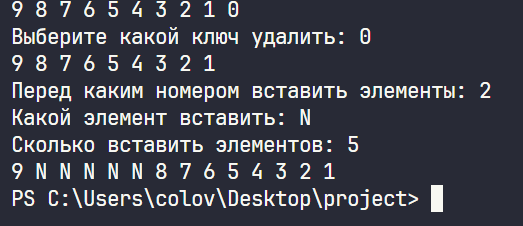 9 8 7 6 5 4 3 2 1 0
Выберите какой ключ удалить: 0
9 8 7 6 5 4 3 2 1
Перед каким номером вставить элементы: 2
Какой элемент вставить: N
Сколько вставить элементов: 5
9 N N N N N 8 7 6 5 4 3 2 1
PS C:\Users\colov\Desktop\project>